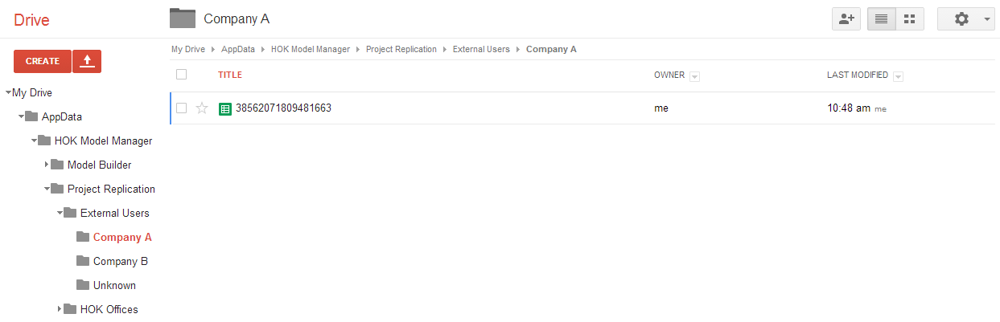 Drive
Company A
CREATE
My Drive
AppData
HOK Model Manager
Model Builder
Project Replication
External Users
Company A
Company B
Unknown
HOK Offices
My Drive AppData HOK Model Manager Project Replication External Users Company A
TITLE OWNER LAST MODIFIED
38562071809481663 me 10:48 am me